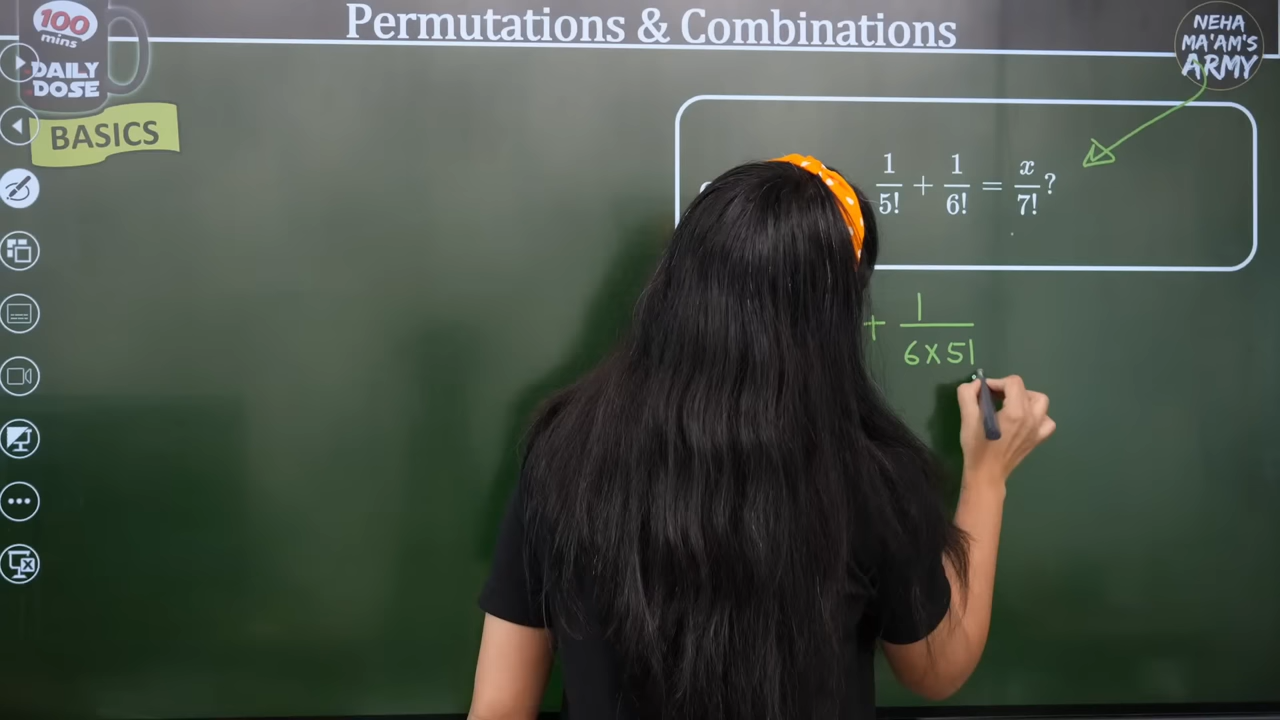 Permutations & Combinations
100
mins
DAILY
DOSE
NEHA
MA'AM'S
ARMY
BASICS
1/5! + 1/6! = x/7!?
+ 1/6×5!